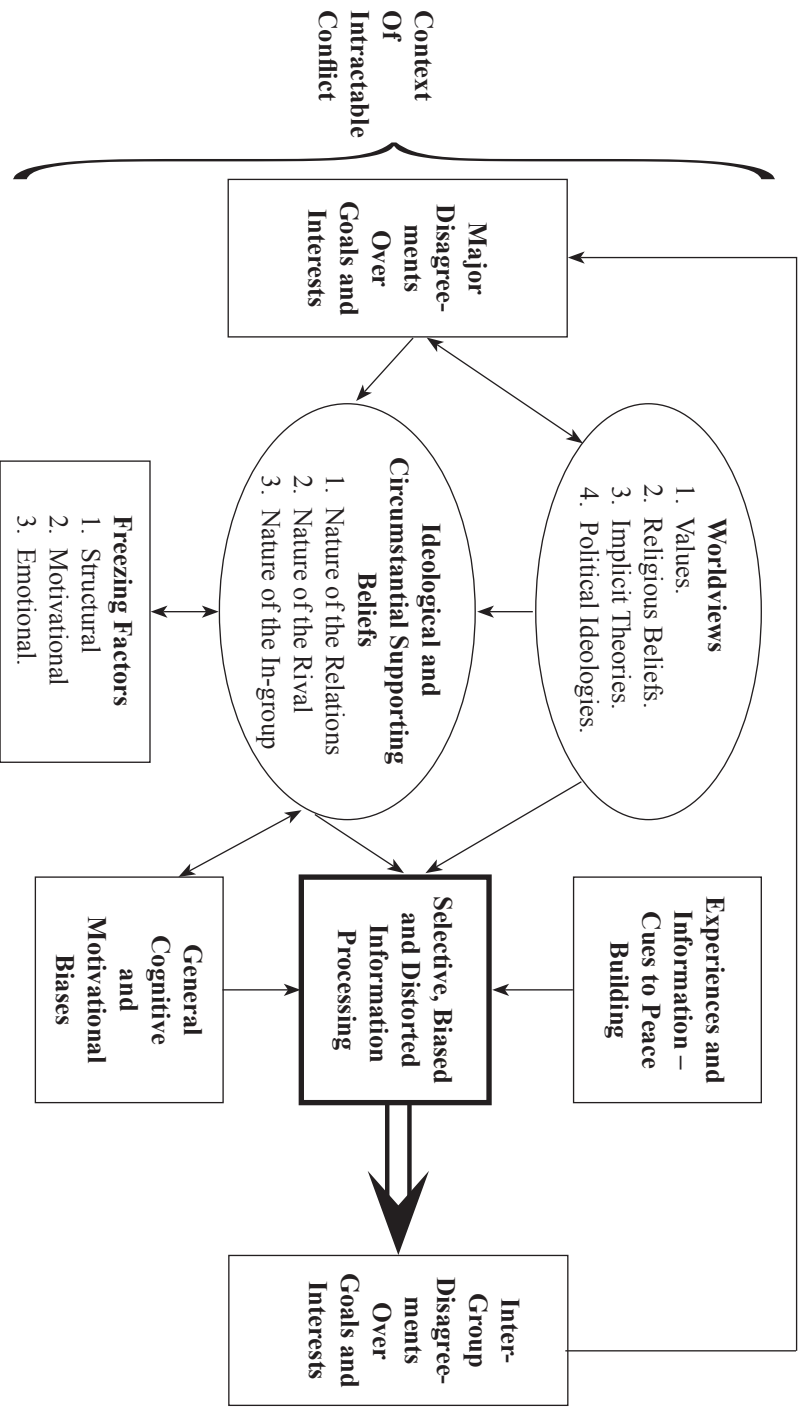 Context
Of
Intractable
Conflict
Major
Disagree-
ments
Over
Goals and
Interests
Worldviews
1. Values.
2. Religious Beliefs.
3. Implicit Theories.
4. Political Ideologies.
Ideological and
Circumstantial Supporting
Beliefs
1. Nature of the Relations
2. Nature of the Rival
3. Nature of the In-group
Freezing Factors
1. Structural
2. Motivational
3. Emotional.
Experiences and
Information –
Cues to Peace
Building
Selective, Biased
and Distorted
Information
Processing
General
Cognitive
and
Motivational
Biases
Inter-
Group
Disagree-
ments
Over
Goals and
Interests